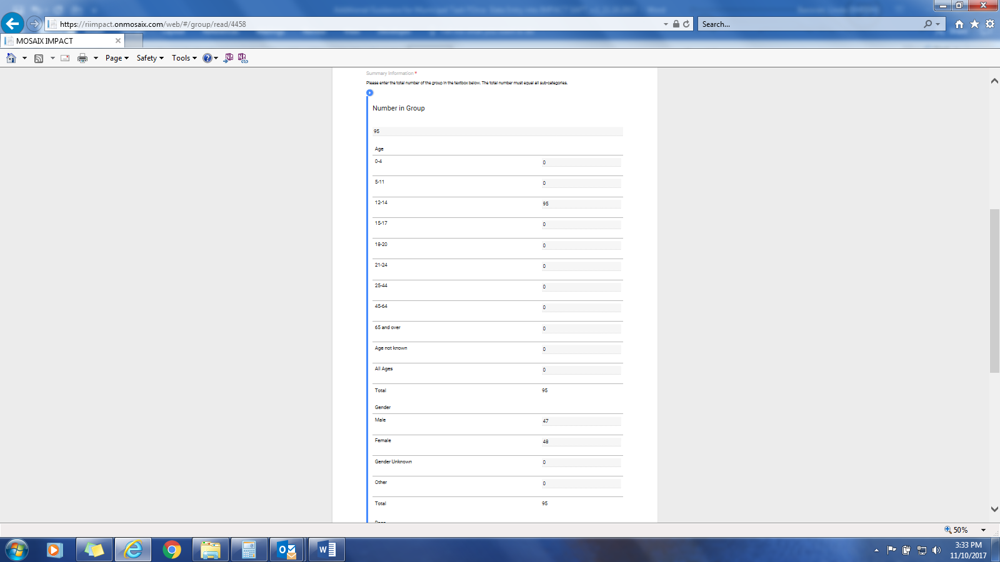 https://riimpact.onmosaix.com/web/#/group/read/4458
Search...
MOSAIX IMPACT
Page Safety Tools
Summary Information *
Please enter the total number of the group in the textbox below. The total number must equal all sub-categories.
Number in Group
95
Age
0-4 0
5-11 0
12-14 95
15-17 0
18-20 0
21-24 0
25-44 0
45-64 0
65 and over 0
Age not known 0
All Ages 0
Total 95
Gender
Male 47
Female 48
Gender Unknown 0
Other 0
Total 95
50%
3:33 PM
11/10/2017